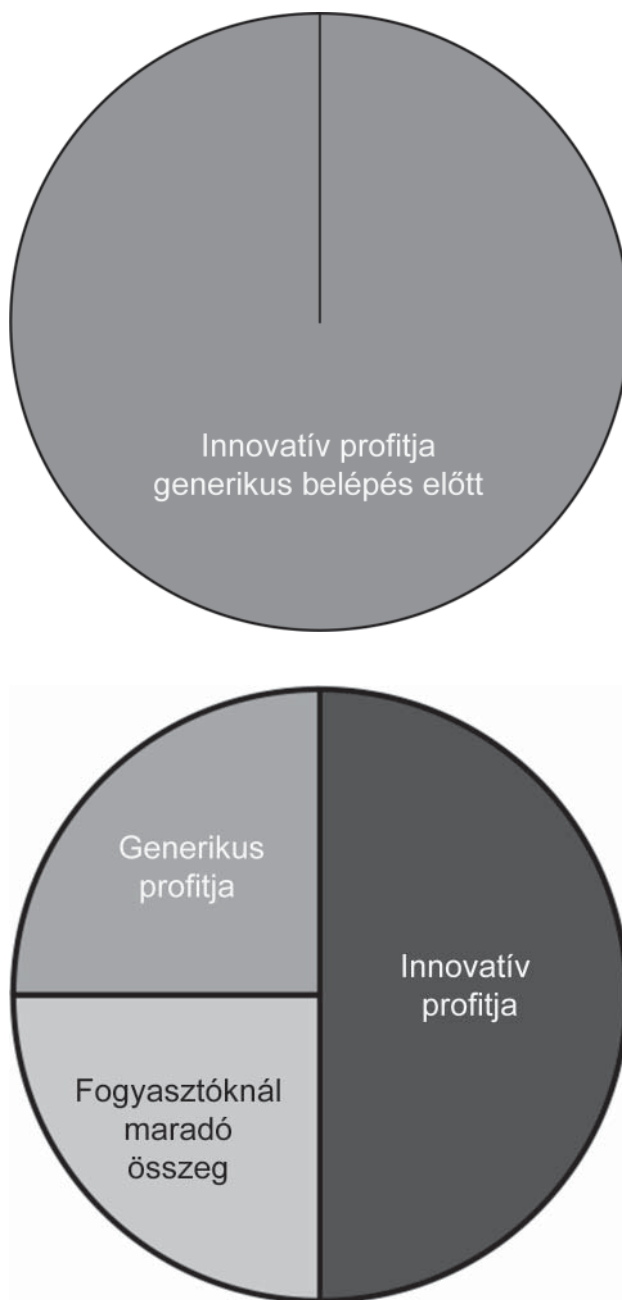 Innovatív profitja
generikus belépés előtt
Generikus
profitja
Innovatív
profitja
Fogyasztóknál
maradó
összeg